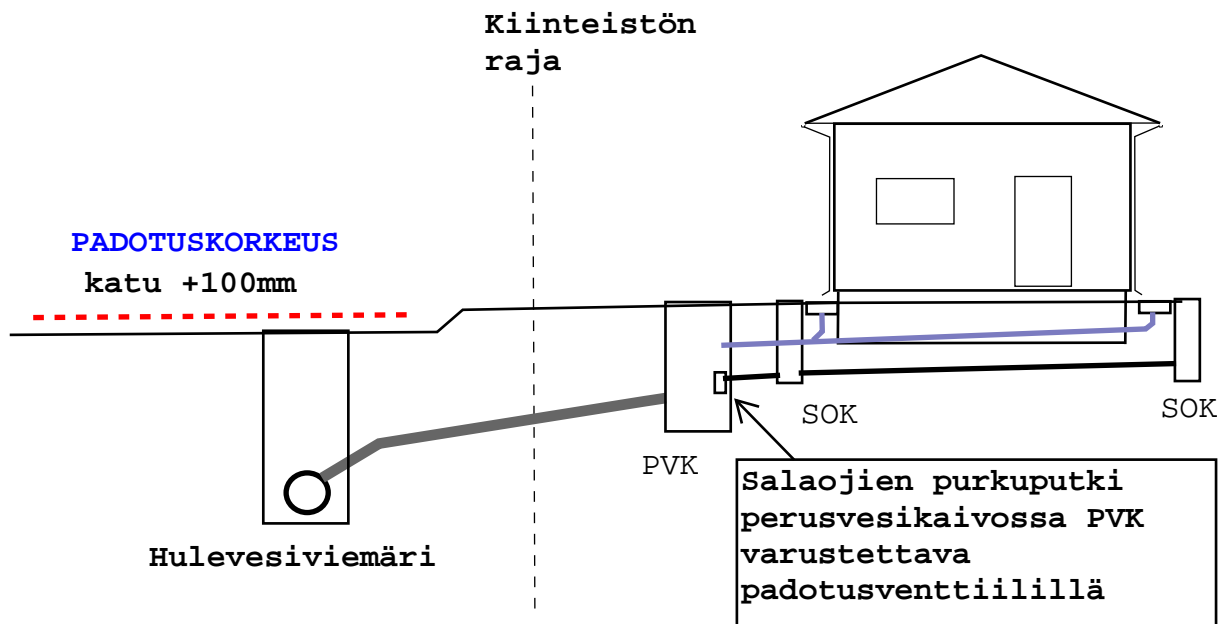 Kiinteistön
raja
PADOTUSKORKEUS
katu +100mm
SOK
SOK
PVK
Salaojien purkuputki
perusvesikaivossa PVK
varustettava
padotusventtiilillä
Hulevesiviemäri